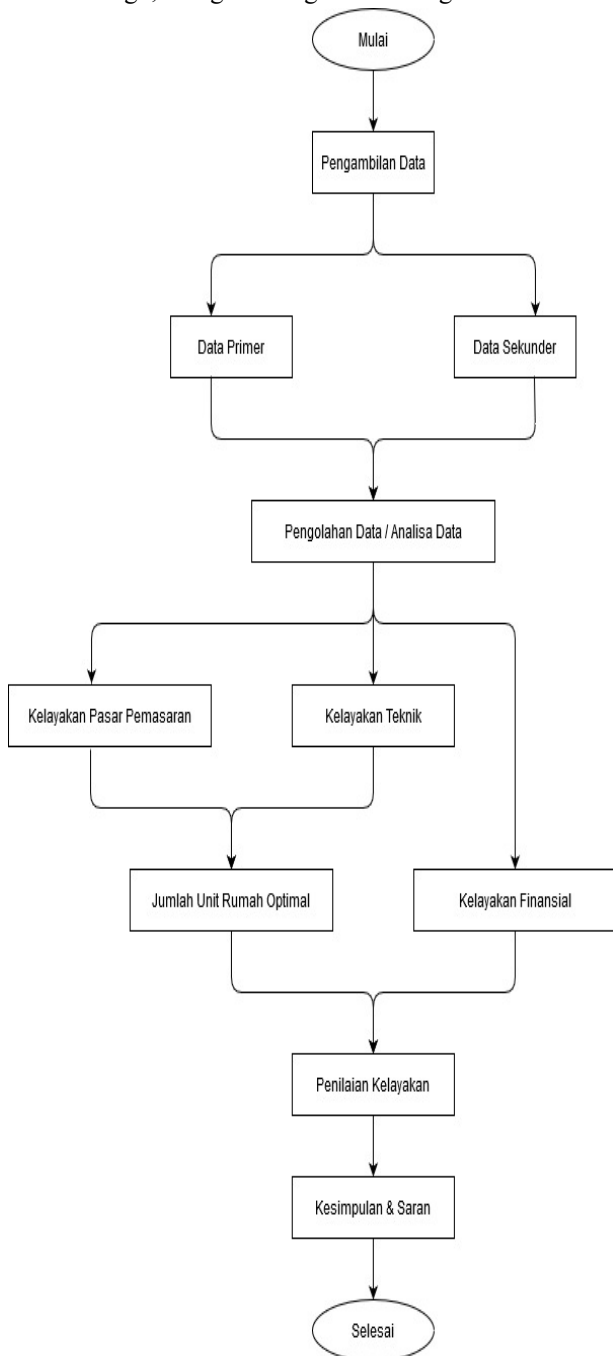 Mulai
Pengambilan Data
Data Primer
Data Sekunder
Pengolahan Data / Analisa Data
Kelayakan Pasar Pemasaran
Kelayakan Teknik
Jumlah Unit Rumah Optimal
Kelayakan Finansial
Penilaian Kelayakan
Kesimpulan & Saran
Selesai